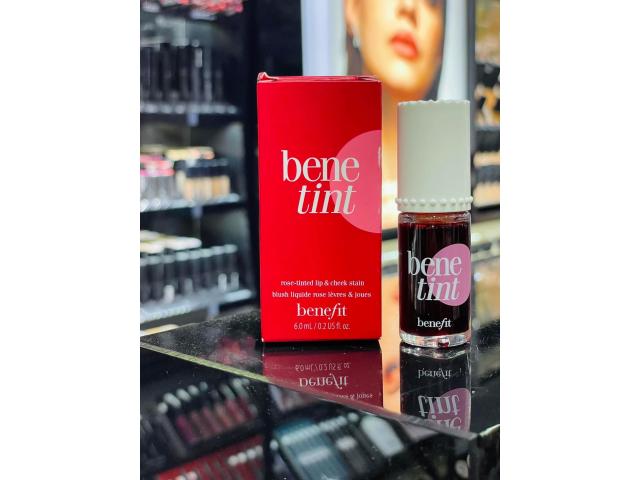 bene
tint
rose-tinted lip & cheek stain
blush liquide rose lèvres & joues
benefit
6.0 mL / 0.2 US fl. oz.
bene
tint
benefit